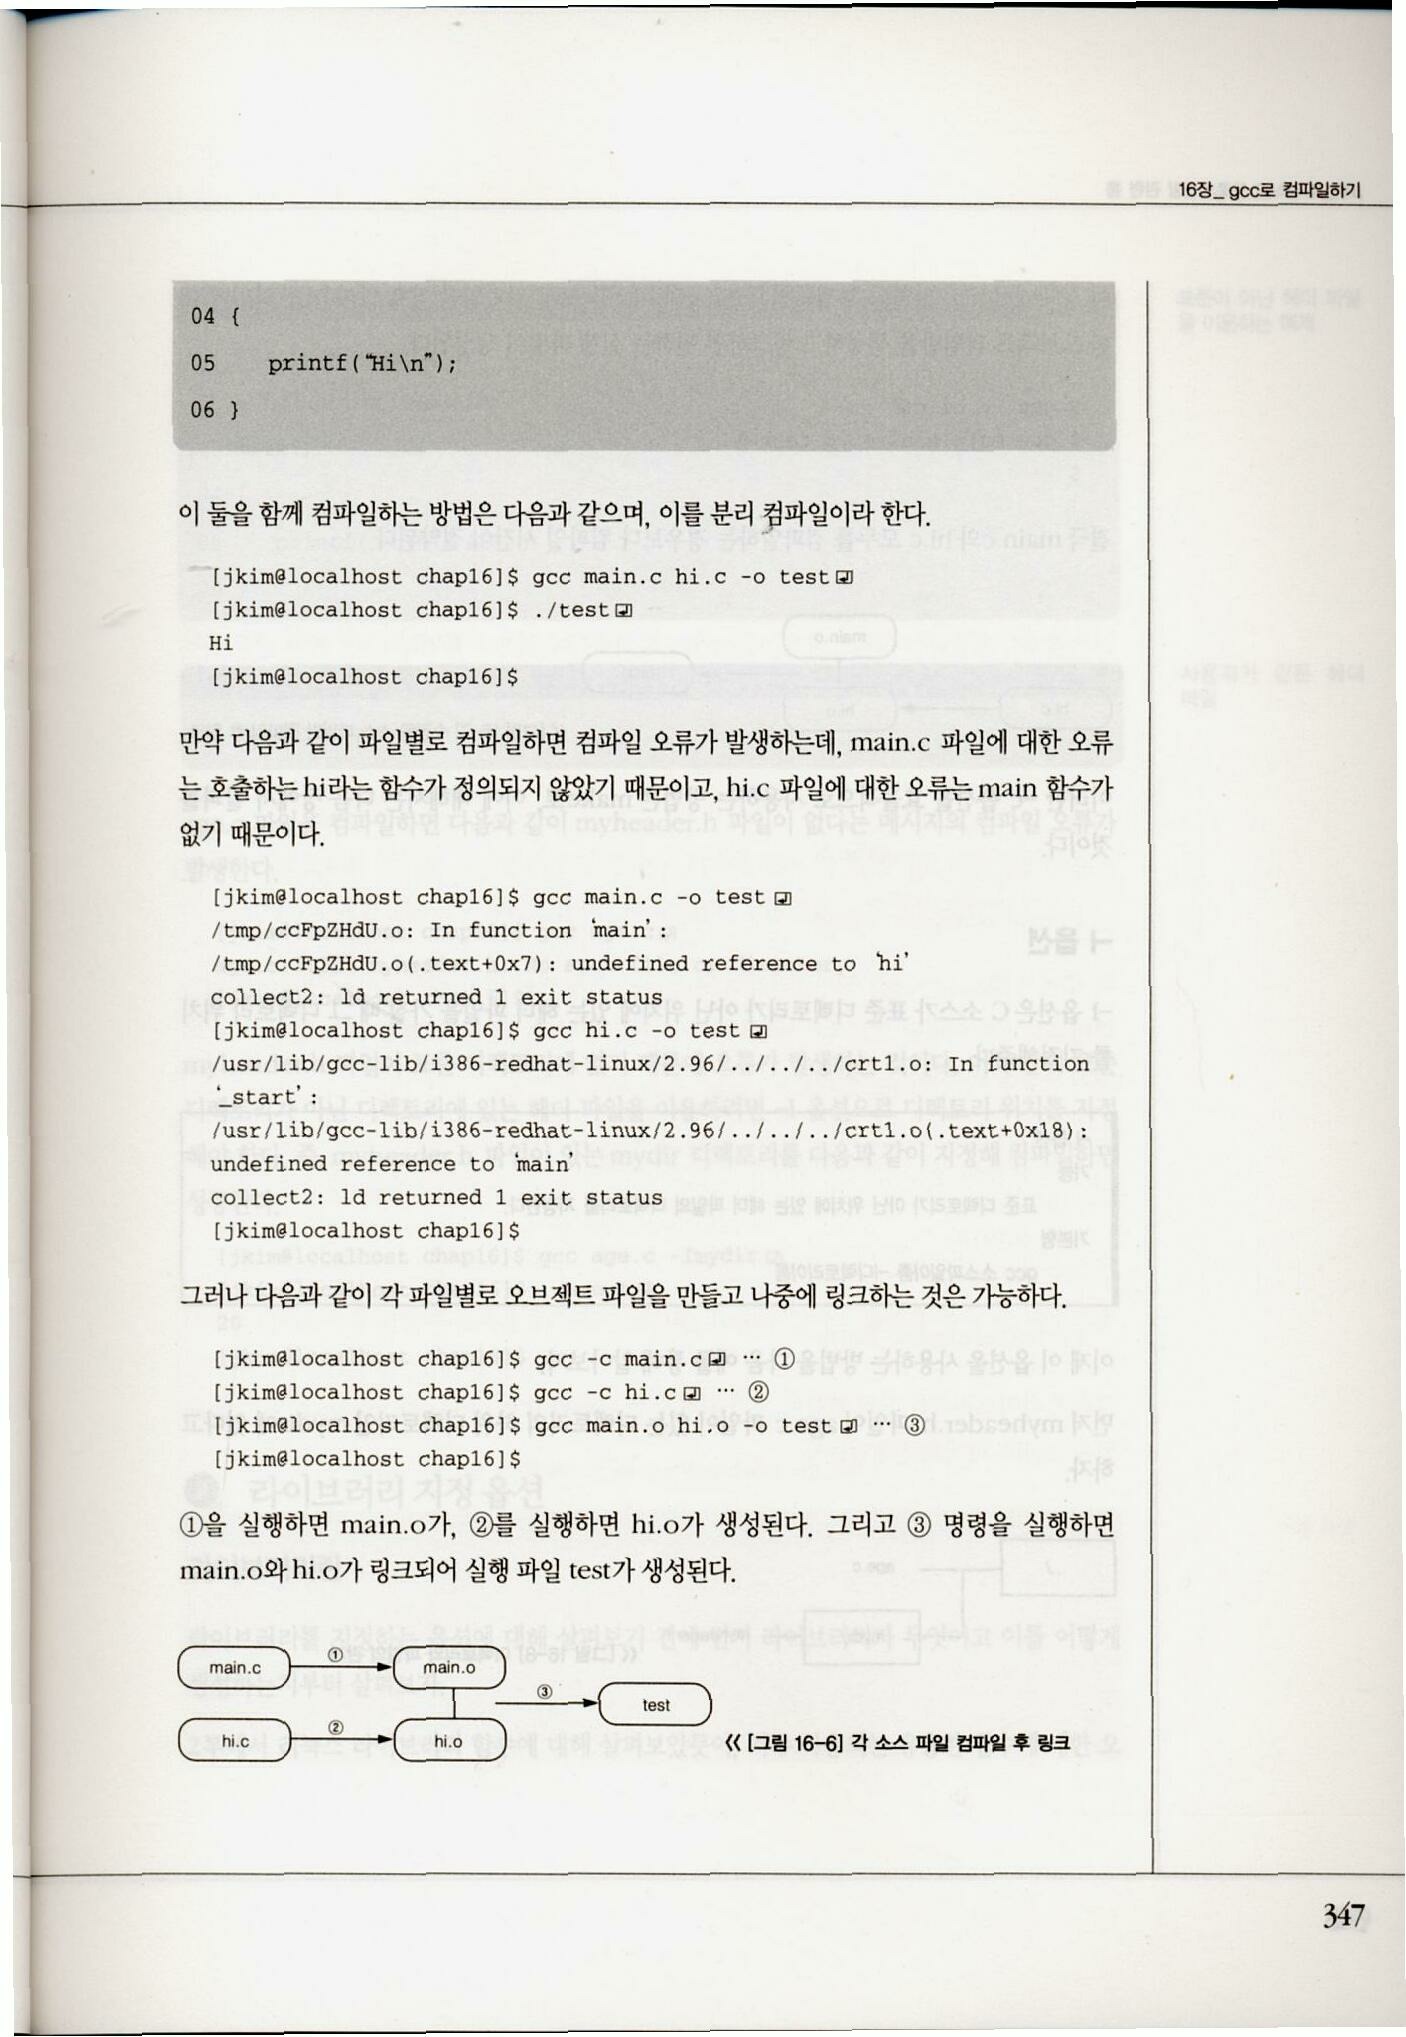 16장_ gcc로 컴파일하기
04 {
05    printf(“Hi\n”);
06 }
이 둘을 함께 컴파일하는 방법은 다음과 같으며, 이를 분리 컴파일이라 한다.
[jkim@localhost chap16]$ gcc main.c hi.c -o test
[jkim@localhost chap16]$ ./test
Hi
[jkim@localhost chap16]$
만약 다음과 같이 파일별로 컴파일하면 컴파일 오류가 발생하는데, main.c 파일에 대한 오류
는 호출하는 hi라는 함수가 정의되지 않았기 때문이고, hi.c 파일에 대한 오류는 main 함수가
없기 때문이다.
[jkim@localhost chap16]$ gcc main.c -o test
/tmp/ccFpZHdU.o: In function ‘main’:
/tmp/ccFpZHdU.o(.text+0x7): undefined reference to ‘hi’
collect2: ld returned 1 exit status
[jkim@localhost chap16]$ gcc hi.c -o test
/usr/lib/gcc-lib/i386-redhat-linux/2.96/../../../crt1.o: In function
‘_start’:
/usr/lib/gcc-lib/i386-redhat-linux/2.96/../../../crt1.o(.text+0x18):
undefined reference to ‘main’
collect2: ld returned 1 exit status
[jkim@localhost chap16]$
그러나 다음과 같이 각 파일별로 오브젝트 파일을 만들고 나중에 링크하는 것은 가능하다.
[jkim@localhost chap16]$ gcc -c main.c ··· ①
[jkim@localhost chap16]$ gcc -c hi.c ··· ②
[jkim@localhost chap16]$ gcc main.o hi.o -o test ··· ③
[jkim@localhost chap16]$
①을 실행하면 main.o가, ②를 실행하면 hi.o가 생성된다. 그리고 ③ 명령을 실행하면
main.o와 hi.o가 링크되어 실행 파일 test가 생성된다.
main.c ① main.o
③ test
hi.c ② hi.o
《 [그림 16-6] 각 소스 파일 컴파일 후 링크
347